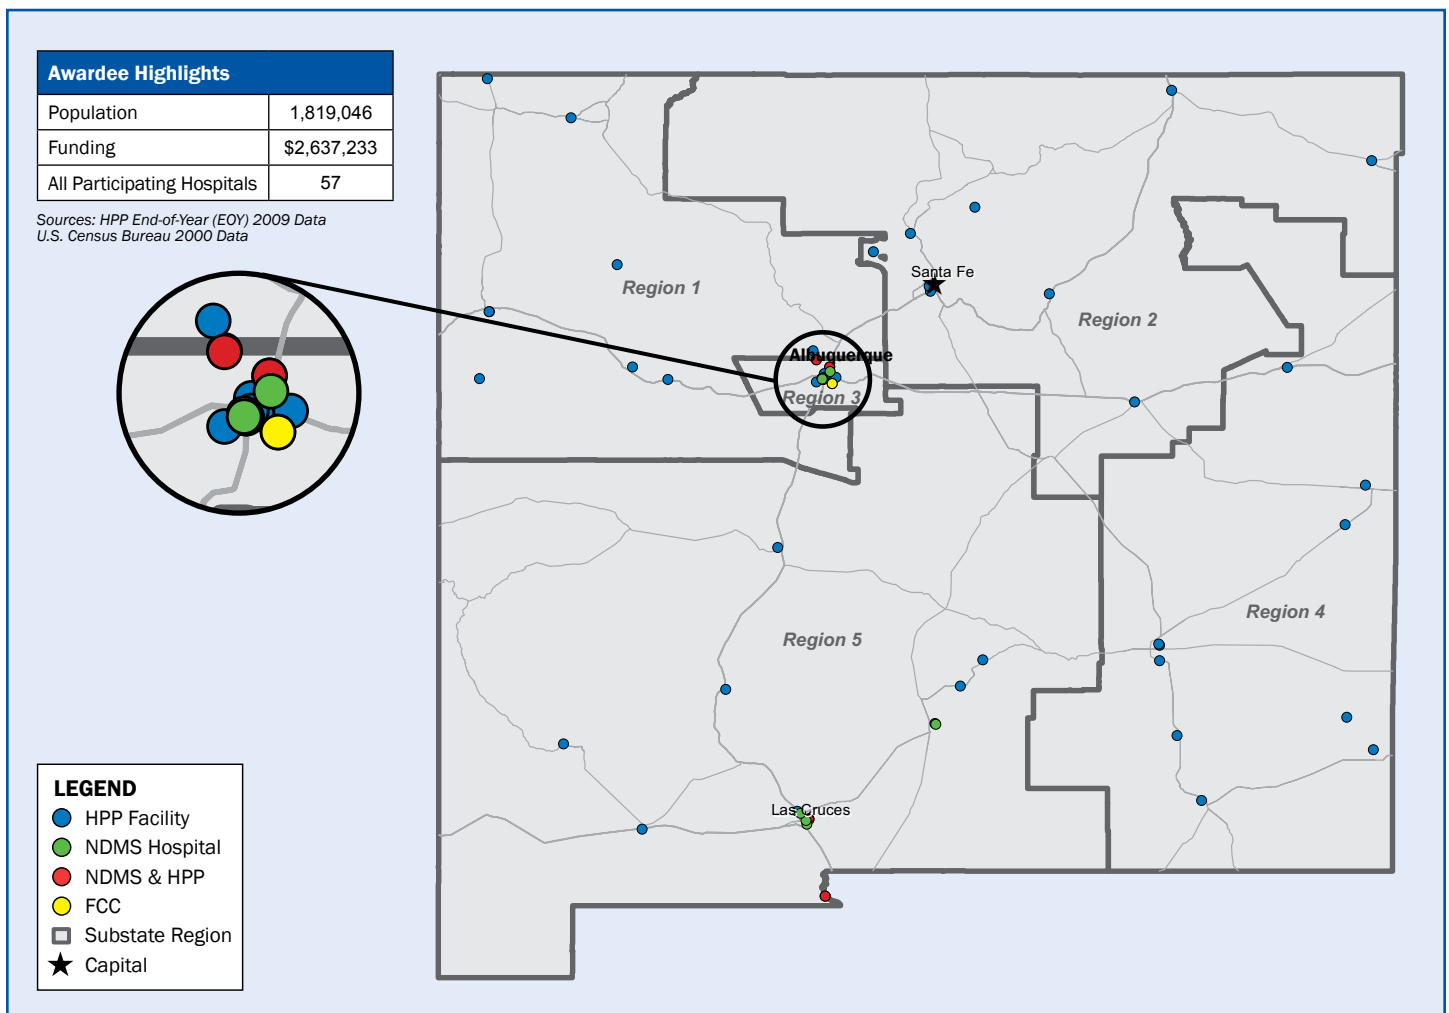 Awardee Highlights
Population 1,819,046
Funding $2,637,233
All Participating Hospitals 57
Sources: HPP End-of-Year (EOY) 2009 Data
U.S. Census Bureau 2000 Data
Santa Fe
Region 1
Region 2
Albuquerque
Region 3
Region 4
Region 5
Las Cruces
LEGEND
HPP Facility
NDMS Hospital
NDMS & HPP
FCC
Substate Region
Capital